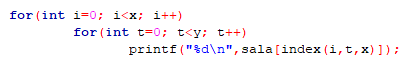 for(int i=0; i<x; i++)
for(int t=0; t<y; t++)
printf("%d\n",sala[index(i,t,x)]);